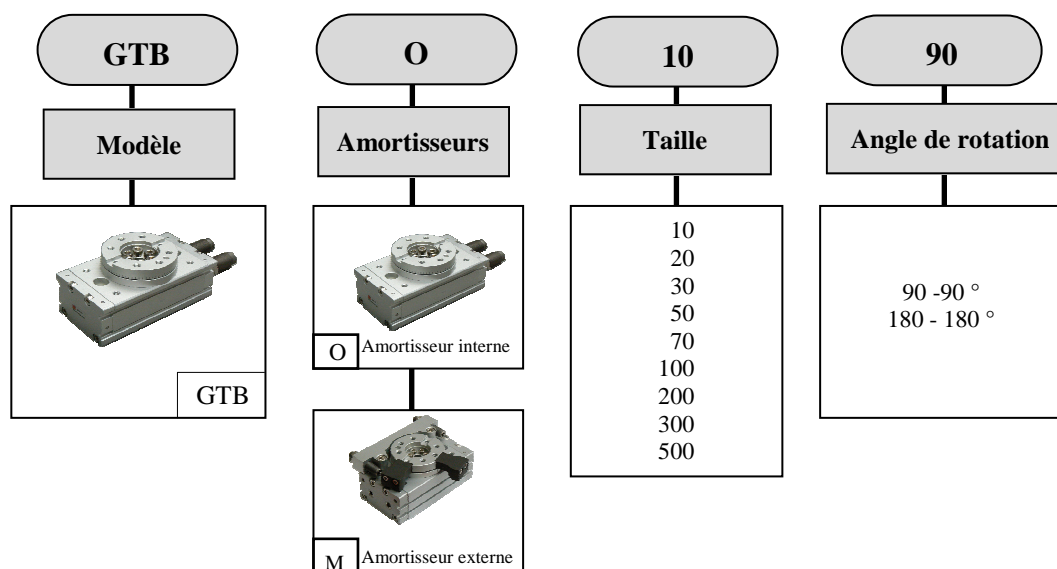 GTB
O
10
90
Modèle
Amortisseurs
Taille
Angle de rotation
GTB
O Amortisseur interne
M Amortisseur externe
10
20
30
50
70
100
200
300
500
90 -90 °
180 - 180 °